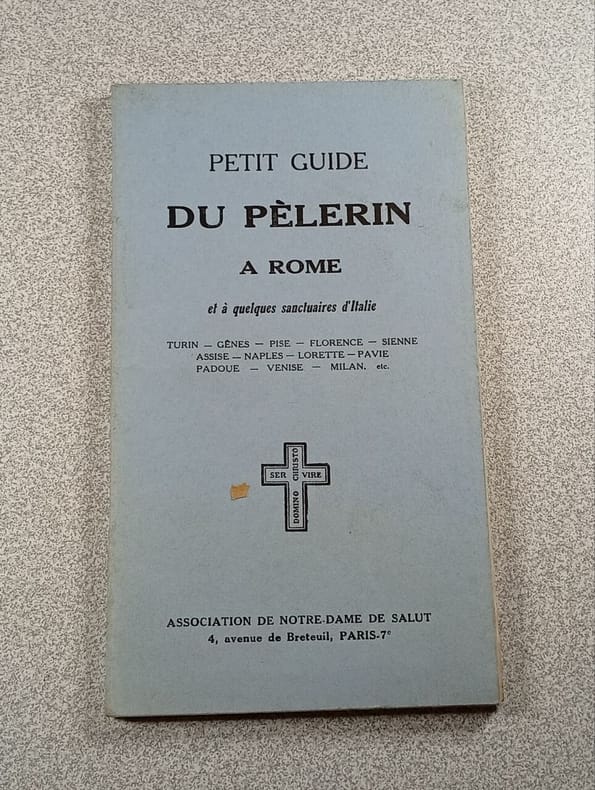 PETIT GUIDE
DU PÈLERIN
A ROME
et à quelques sanctuaires d'Italie
TURIN — GÊNES — PISE — FLORENCE — SIENNE
ASSISE — NAPLES — LORETTE — PAVIE
PADOUE — VENISE — MILAN, etc.
SER VIRE
DOMINO CHRISTO
ASSOCIATION DE NOTRE-DAME DE SALUT
4, avenue de Breteuil, PARIS-7e